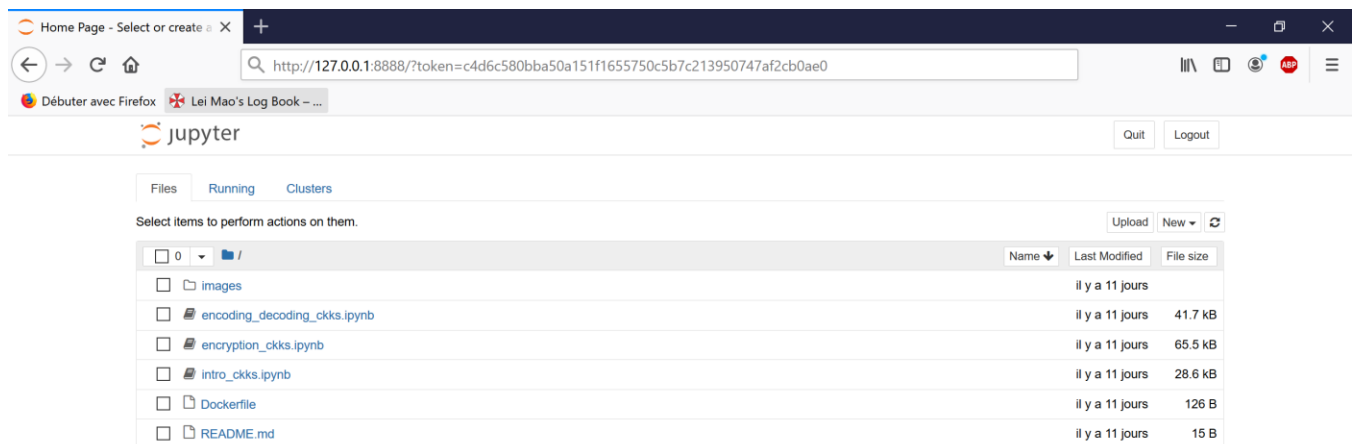 Home Page - Select or create a
http://127.0.0.1:8888/?token=c4d6c580bba50a151f1655750c5b7c213950747af2cb0ae0
ABP
Débuter avec Firefox Lei Mao's Log Book – ...
jupyter Quit Logout
Files Running Clusters
Select items to perform actions on them. Upload New
0 / Name Last Modified File size
images il y a 11 jours
encoding_decoding_ckks.ipynb il y a 11 jours 41.7 kB
encryption_ckks.ipynb il y a 11 jours 65.5 kB
intro_ckks.ipynb il y a 11 jours 28.6 kB
Dockerfile il y a 11 jours 126 B
README.md il y a 11 jours 15 B